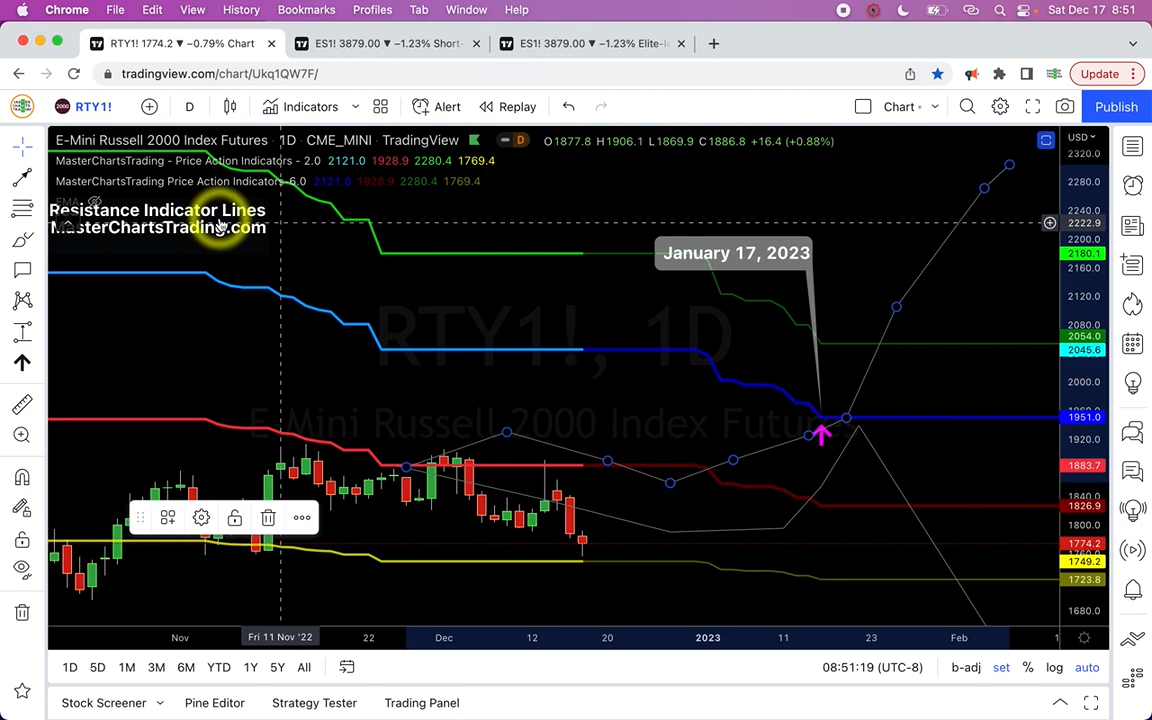 Chrome File Edit View History Bookmarks Profiles Tab Window Help Sat Dec 17 8:51
RTY1! 1774.2 ▼ −0.79% Chart ES1! 3879.00 ▼ −1.23% Short- ES1! 3879.00 ▼ −1.23% Elite-
tradingview.com/chart/Ukq1QW7F/ Update
RTY1! D Indicators Alert Replay Chart Publish
E-Mini Russell 2000 Index Futures · 1D · CME_MINI · TradingView D O1877.8 H1906.1 L1869.9 C1886.8 +16.4 (+0.88%) USD
MasterChartsTrading - Price Action Indicators - 2.0 2121.0 1928.9 2280.4 1769.4
MasterChartsTrading Price Action Indicators 6.0 2121.0 1928.9 2280.4 1769.4
EMA
Resistance Indicator Lines
MasterChartsTrading.com
January 17, 2023
RTY1!, 1D
E-Mini Russell 2000 Index Futures
2320.0
2280.0
2240.0
2222.9
2200.0
2180.1
2160.0
2120.0
2080.0
2054.0
2045.6
2000.0
1951.0
1920.0
1883.7
1840.0
1826.9
1800.0
1774.2
1749.2
1723.8
1680.0
Nov Fri 11 Nov '22 22 Dec 12 20 2023 11 23 Feb
1D 5D 1M 3M 6M YTD 1Y 5Y All 08:51:19 (UTC-8) b-adj set % log auto
Stock Screener Pine Editor Strategy Tester Trading Panel